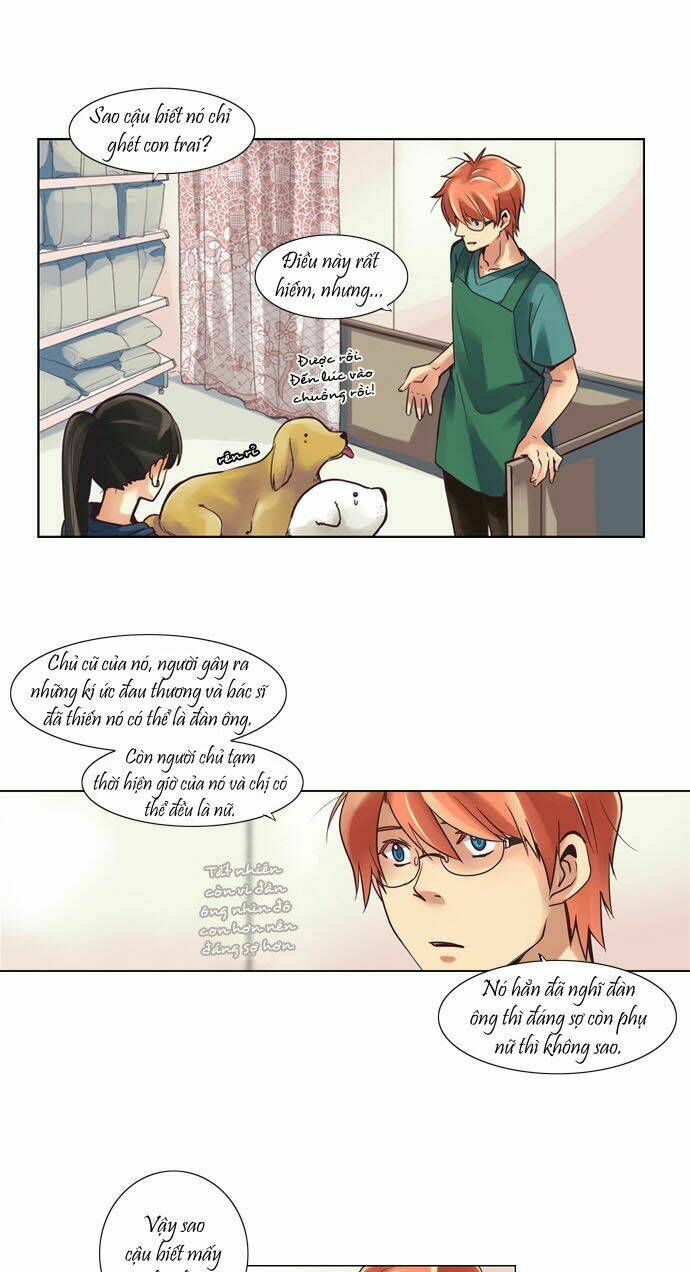 Sao cậu biết nó chỉ
ghét con trai?
Điều này rất
hiếm, nhưng...
Được rồi
Đến lúc vào
chuồng rồi!
rên rỉ
Chủ cũ của nó, người gây ra
những kí ức đau thương và bác sĩ
đã thiến nó có thể là đàn ông.
Còn người chủ tạm
thời hiện giờ của nó và chị có
thể đều là nữ.
Tất nhiên
còn vì đàn
ông nhìn đô
con hơn nên
đáng sợ hơn
Nó hẳn đã nghĩ đàn
ông thì đáng sợ còn phụ
nữ thì không sao.
Vậy sao
cậu biết mấy